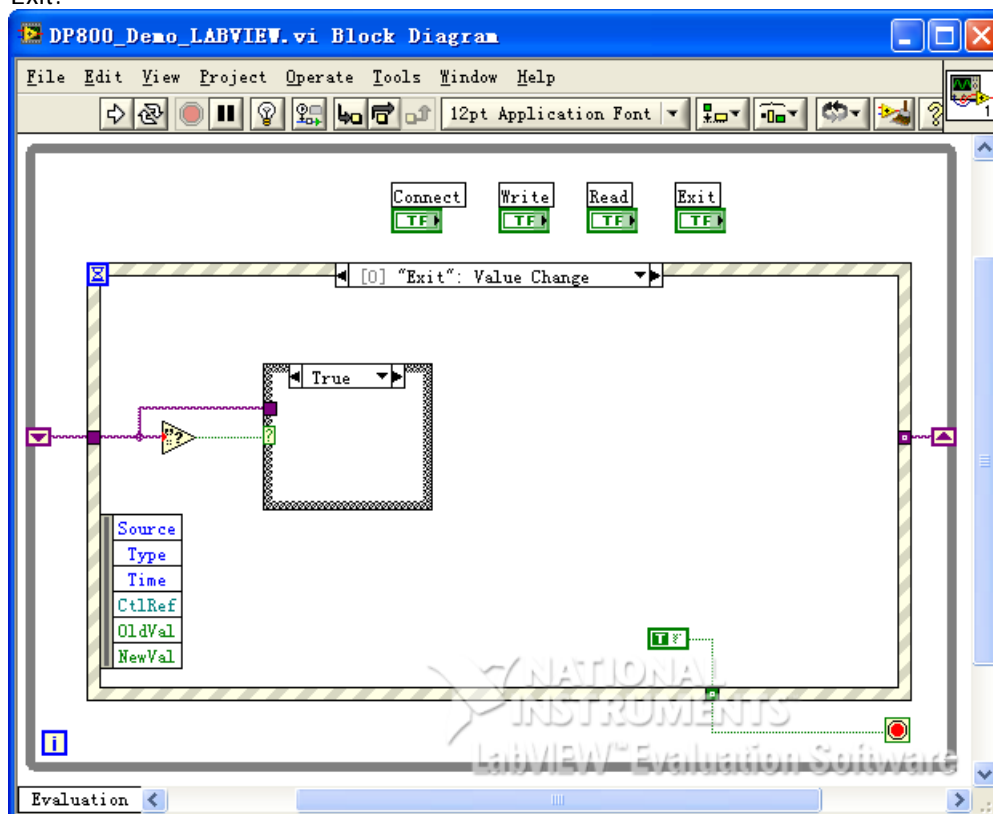 Exit:
DP800_Demo_LABVIEW.vi Block Diagram
File Edit View Project Operate Tools Window Help
12pt Application Font
1
Connect Write Read Exit
TF TF TF TF
[0] "Exit": Value Change
True
"?
?
Source
Type
Time
CtlRef
OldVal
NewVal
T
NATIONAL
INSTRUMENTS
i
LabVIEW™ Evaluation Software
Evaluation